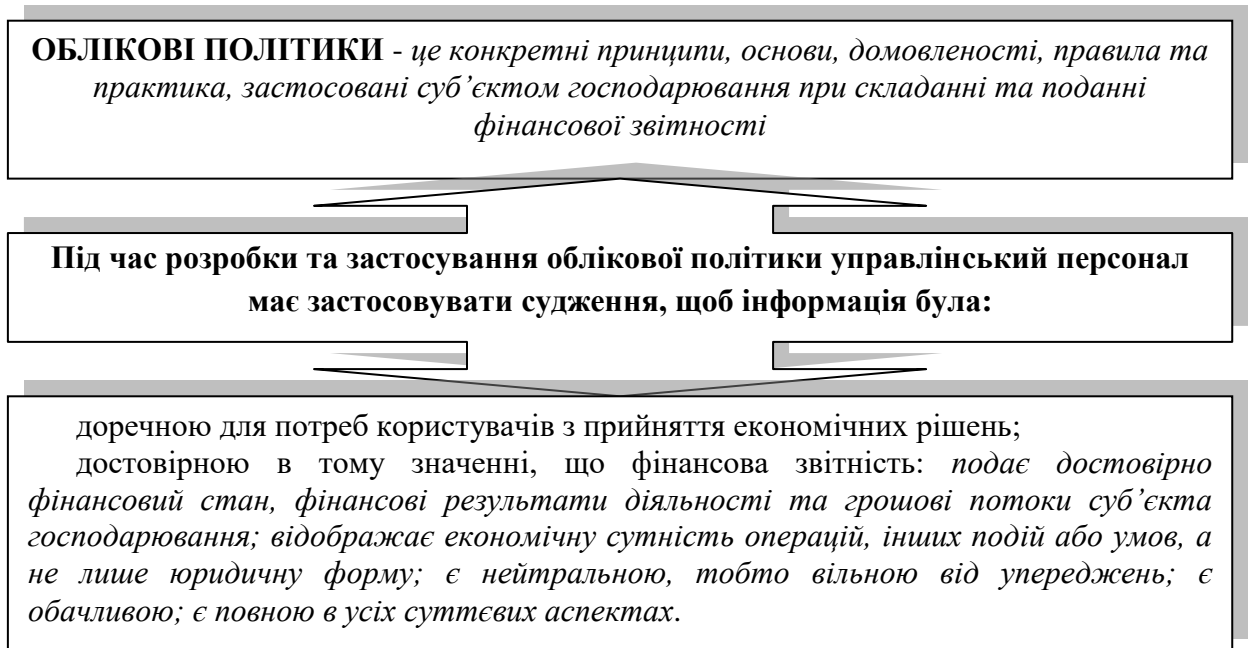 ОБЛІКОВІ ПОЛІТИКИ - це конкретні принципи, основи, домовленості, правила та
практика, застосовані суб’єктом господарювання при складанні та поданні
фінансової звітності
Під час розробки та застосування облікової політики управлінський персонал
має застосовувати судження, щоб інформація була:
доречною для потреб користувачів з прийняття економічних рішень;
достовірною в тому значенні, що фінансова звітність: подає достовірно
фінансовий стан, фінансові результати діяльності та грошові потоки суб’єкта
господарювання; відображає економічну сутність операцій, інших подій або умов, а
не лише юридичну форму; є нейтральною, тобто вільною від упереджень; є
обачливою; є повною в усіх суттєвих аспектах.